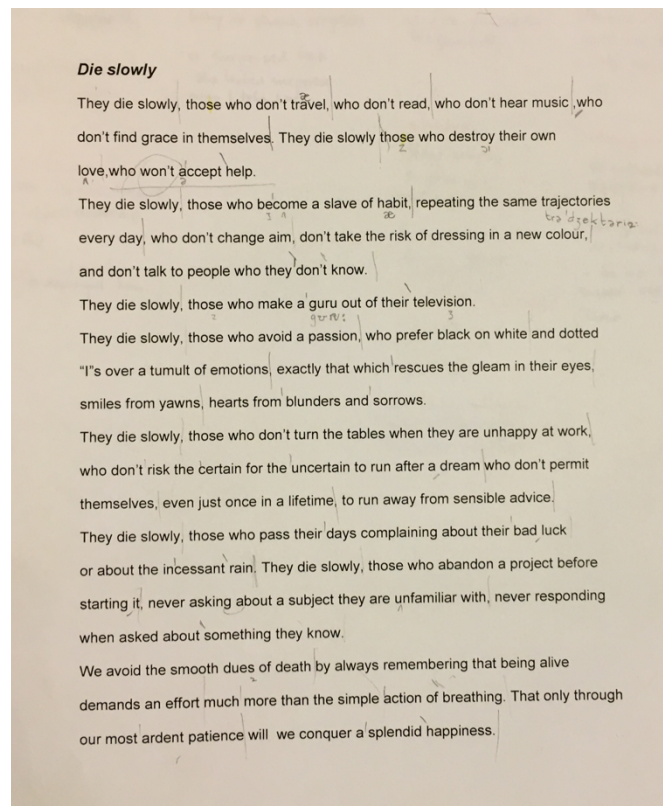 Die slowly
They die slowly, those who don't travel, who don't read, who don't hear music ,who
don't find grace in themselves. They die slowly those who destroy their own
love,who won't accept help.
They die slowly, those who become a slave of habit, repeating the same trajectories
every day, who don't change aim, don't take the risk of dressing in a new colour,
and don't talk to people who they don't know.
They die slowly, those who make a guru out of their television.
They die slowly, those who avoid a passion, who prefer black on white and dotted
"I"s over a tumult of emotions, exactly that which rescues the gleam in their eyes,
smiles from yawns, hearts from blunders and sorrows.
They die slowly, those who don't turn the tables when they are unhappy at work,
who don't risk the certain for the uncertain to run after a dream who don't permit
themselves, even just once in a lifetime, to run away from sensible advice.
They die slowly, those who pass their days complaining about their bad luck
or about the incessant rain. They die slowly, those who abandon a project before
starting it, never asking about a subject they are unfamiliar with, never responding
when asked about something they know.
We avoid the smooth dues of death by always remembering that being alive
demands an effort much more than the simple action of breathing. That only through
our most ardent patience will we conquer a splendid happiness.